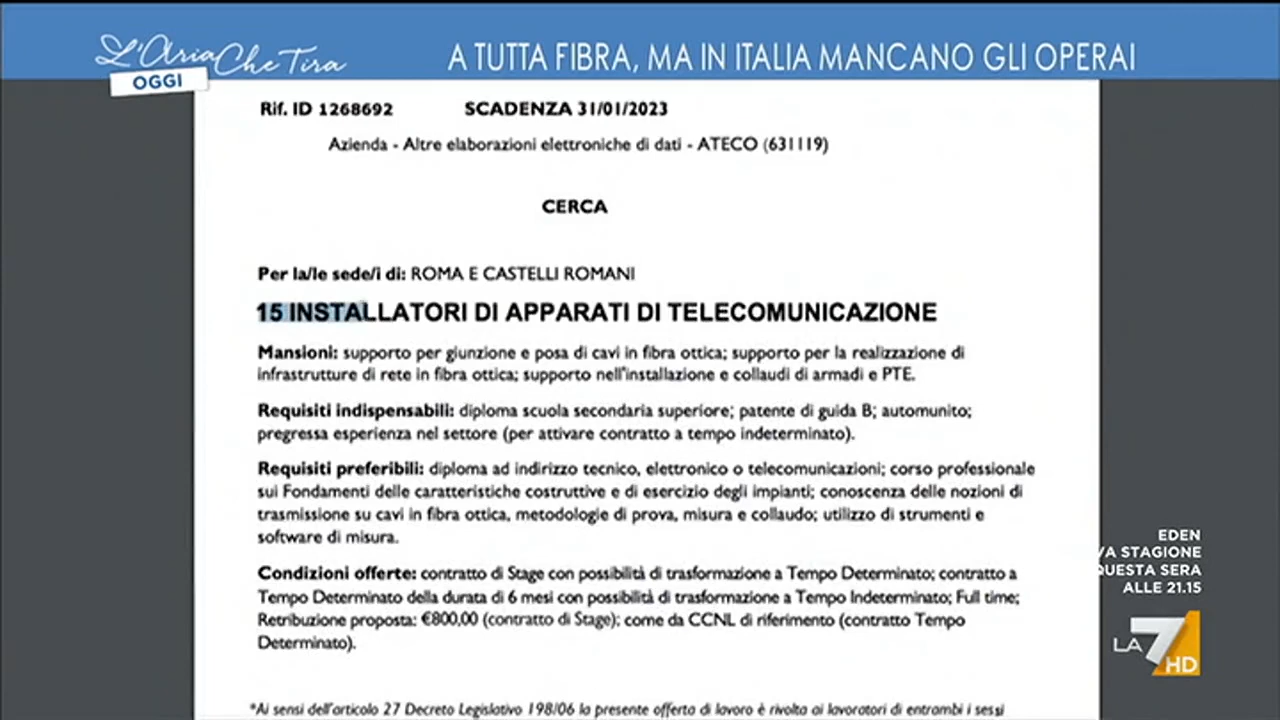 L'Aria Che Tira
OGGI
A TUTTA FIBRA, MA IN ITALIA MANCANO GLI OPERAI
Rif. ID 1268692 SCADENZA 31/01/2023
Azienda - Altre elaborazioni elettroniche di dati - ATECO (631119)
CERCA
Per la/le sede/i di: ROMA E CASTELLI ROMANI
15 INSTALLATORI DI APPARATI DI TELECOMUNICAZIONE
Mansioni: supporto per giunzione e posa di cavi in fibra ottica; supporto per la realizzazione di
infrastrutture di rete in fibra ottica; supporto nell'installazione e collaudi di armadi e PTE.
Requisiti indispensabili: diploma scuola secondaria superiore; patente di guida B; automunito;
pregressa esperienza nel settore (per attivare contratto a tempo indeterminato).
Requisiti preferibili: diploma ad indirizzo tecnico, elettronico o telecomunicazioni; corso professionale
sui Fondamenti delle caratteristiche costruttive e di esercizio degli impianti; conoscenza delle nozioni di
trasmissione su cavi in fibra ottica, metodologie di prova, misura e collaudo; utilizzo di strumenti e
software di misura.
Condizioni offerte: contratto di Stage con possibilità di trasformazione a Tempo Determinato; contratto a
Tempo Determinato della durata di 6 mesi con possibilità di trasformazione a Tempo Indeterminato; Full time;
Retribuzione proposta: €800,00 (contratto di Stage); come da CCNL di riferimento (contratto Tempo
Determinato).
*Ai sensi dell'articolo 27 Decreto Legislativo 198/06 la presente offerta di lavoro è rivolta ai lavoratori di entrambi i sessi
EDEN
VA STAGIONE
QUESTA SERA
ALLE 21.15
LA 7 HD